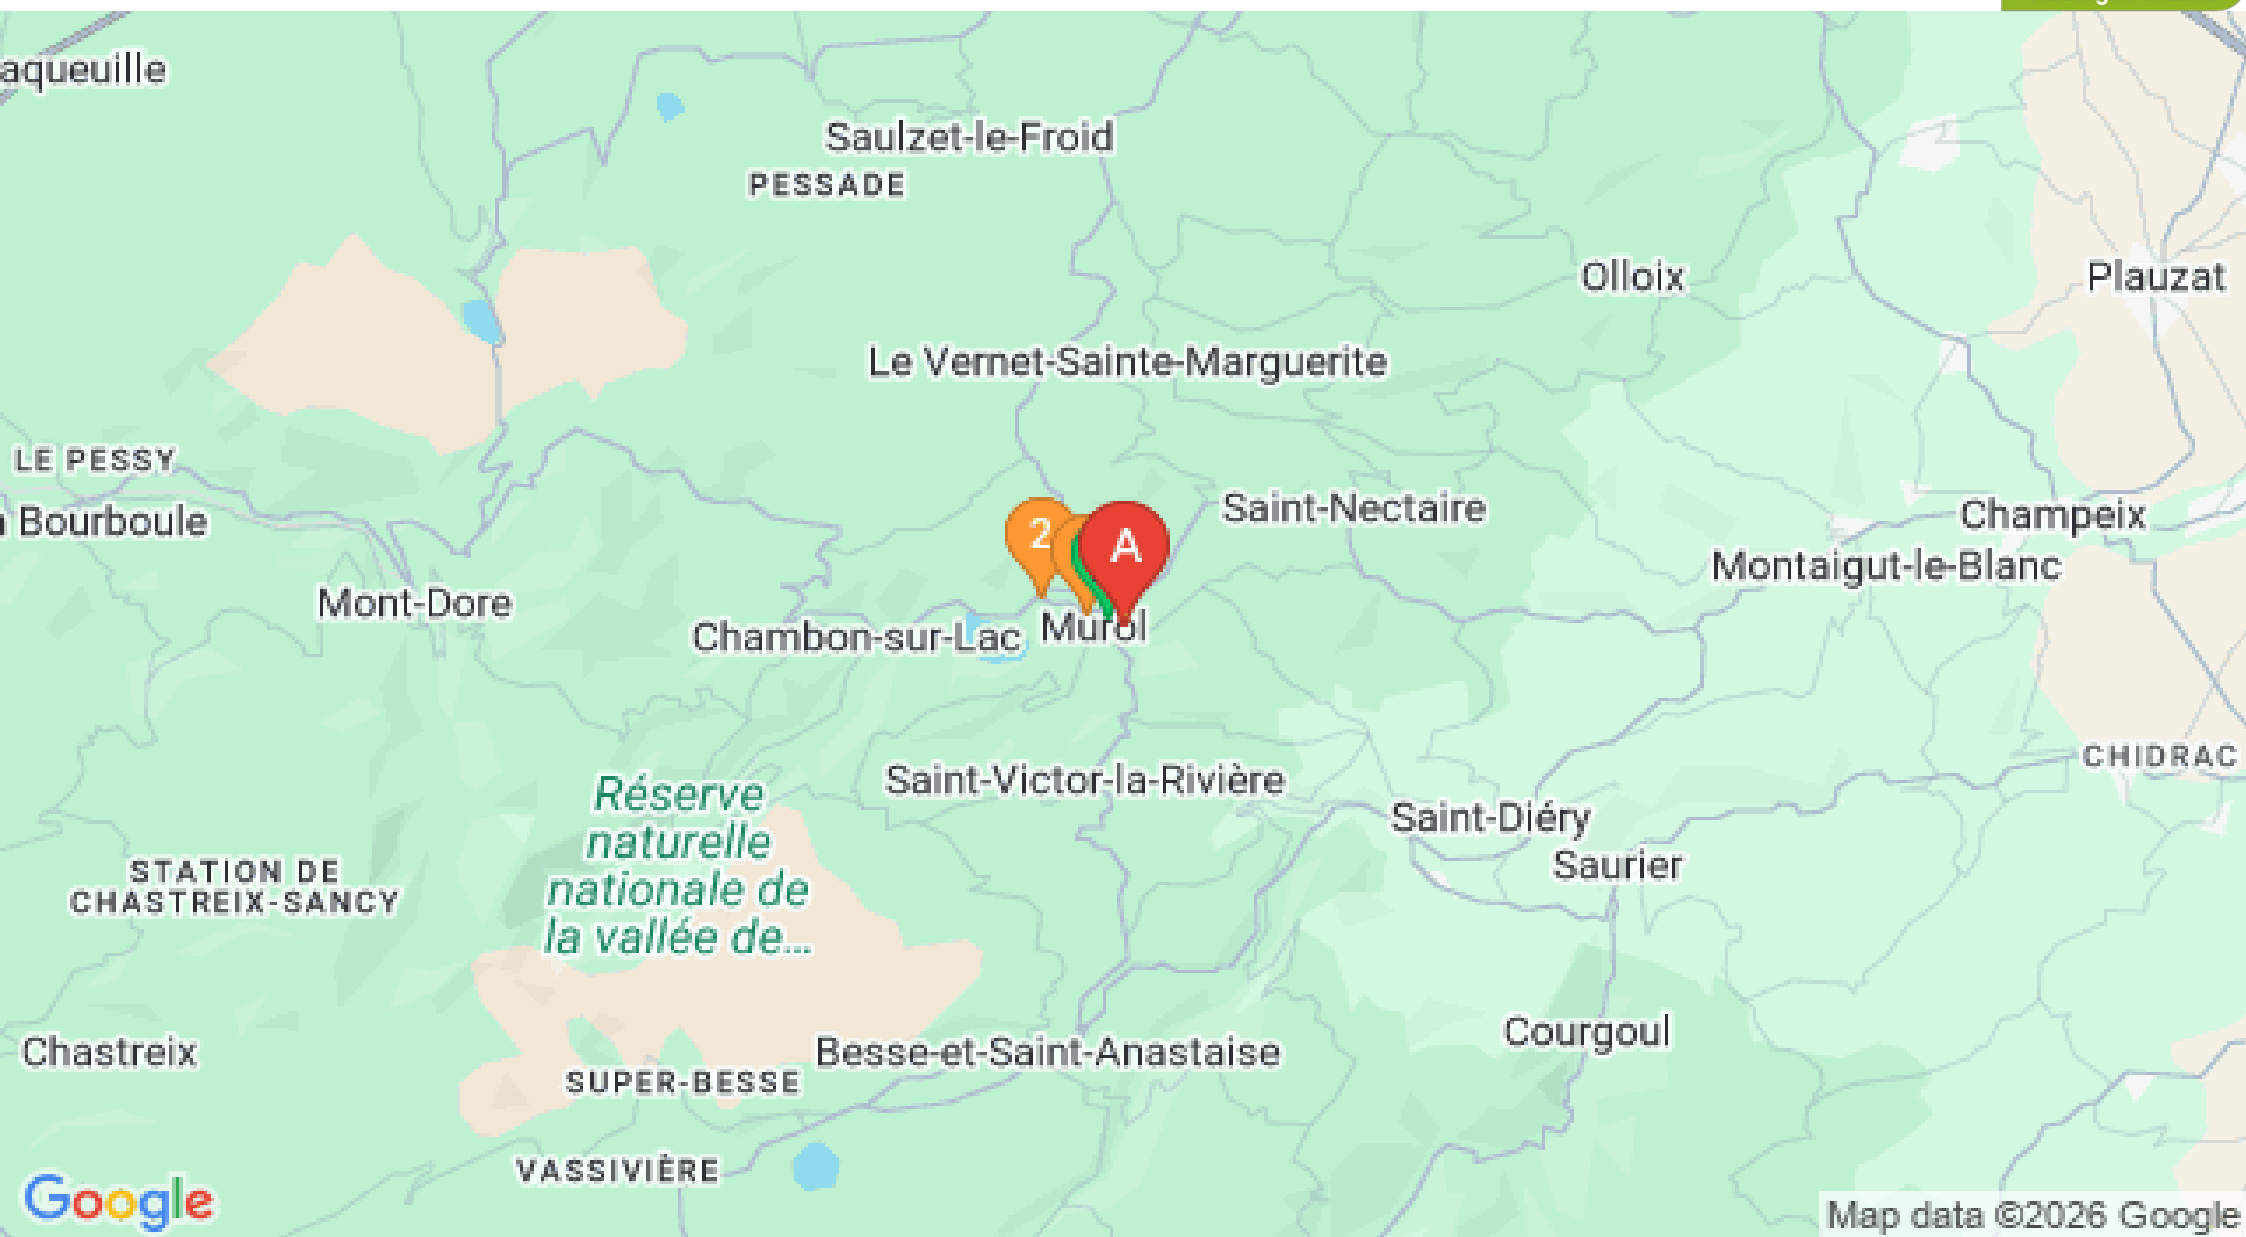 aqueuille
Saulzet-le-Froid
PESSADE
Olloix
Plauzat
Le Vernet-Sainte-Marguerite
LE PESSY
Bourboule
Saint-Nectaire
Champeix
2
A
Montaigut-le-Blanc
Mont-Dore
Chambon-sur-Lac
Murol
CHIDRAC
Saint-Victor-la-Rivière
Réserve
naturelle
nationale de
la vallée de...
Saint-Diéry
Saurier
STATION DE
CHASTREIX-SANCY
Courgoul
Chastreix
Besse-et-Saint-Anastaise
SUPER-BESSE
VASSIVIÈRE
Google
Map data ©2026 Google